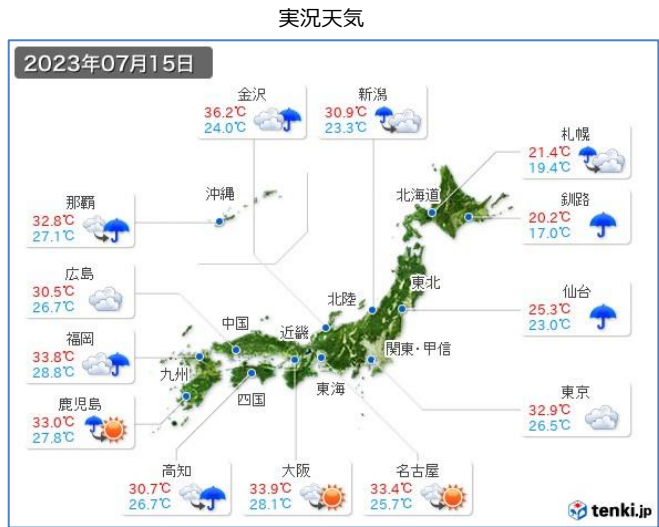 実況天気
2023年07月15日
金沢
36.2℃
24.0℃
新潟
30.9℃
23.3℃
札幌
21.4℃
19.4℃
那覇
32.8℃
27.1℃
沖縄
北海道
釧路
20.2℃
17.0℃
広島
30.5℃
26.7℃
東北
仙台
25.3℃
23.0℃
北陸
中国
近畿
福岡
33.8℃
28.8℃
関東・甲信
九州
東海
四国
鹿児島
33.0℃
27.8℃
東京
32.9℃
26.5℃
高知
30.7℃
26.7℃
大阪
33.9℃
28.1℃
名古屋
33.4℃
25.7℃
tenki.jp